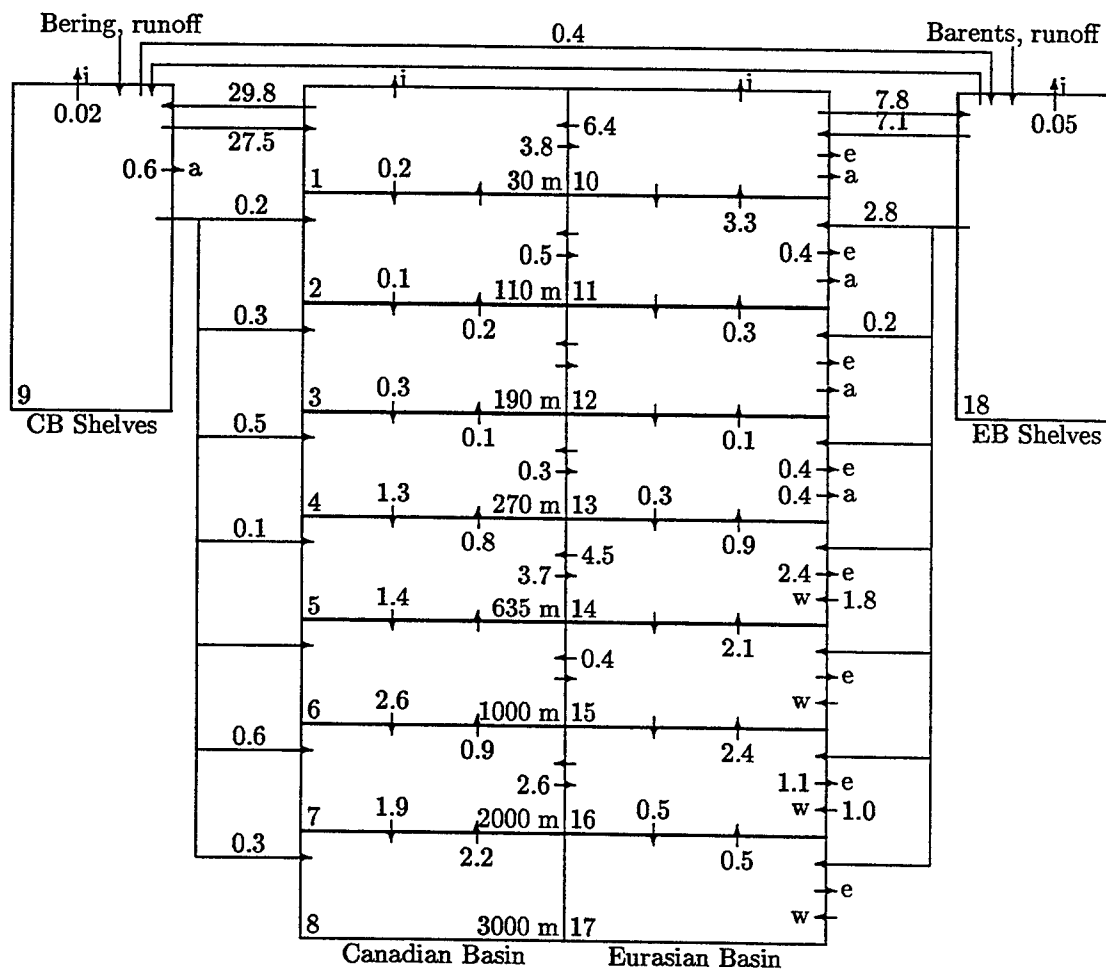 Bering, runoff
0.4
Barents, runoff
i
i
i
i
0.02
29.8
27.5
0.6
a
6.4
3.8
7.8
7.1
0.05
e
a
1
0.2
30 m
10
3.3
0.2
2.8
0.5
0.4
e
a
2
0.1
110 m
11
0.2
0.3
0.3
0.2
e
a
3
0.3
190 m
12
0.1
0.1
9
CB Shelves
18
EB Shelves
0.5
0.3
0.4
e
0.4
a
4
1.3
270 m
13
0.3
0.8
0.9
0.1
4.5
3.7
2.4
e
w
1.8
5
1.4
635 m
14
2.1
0.4
e
w
6
2.6
1000 m
15
0.9
2.4
0.6
2.6
1.1
e
w
1.0
7
1.9
2000 m
16
0.5
2.2
0.5
0.3
e
w
8
3000 m
17
Canadian Basin
Eurasian Basin